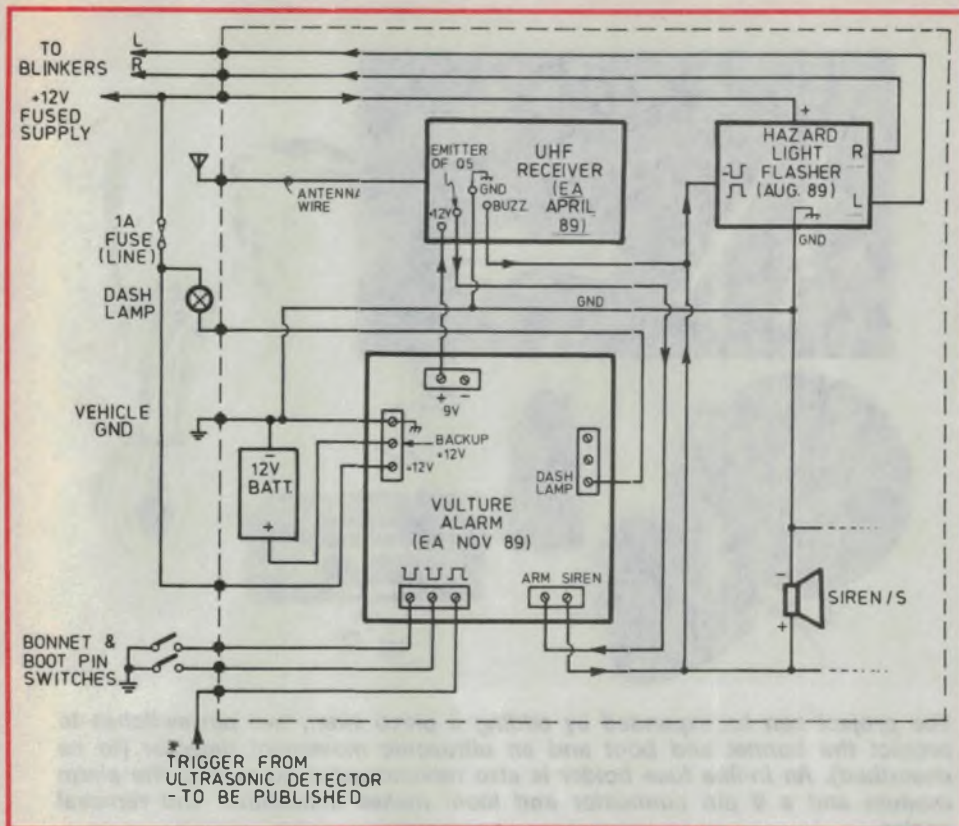 TO
BLINKERS
L
R
+12V
FUSED
SUPPLY
1A
FUSE
(LINE)
DASH
LAMP
VEHICLE
GND
12V
BATT.
BONNET &
BOOT PIN
SWITCHES
TRIGGER FROM
ULTRASONIC DETECTOR
-TO BE PUBLISHED
ANTENNA
WIRE
EMITTER
OF Q5
+12V
GND
BUZZ.
UHF
RECEIVER
(EA
APRIL
89)
HAZARD
LIGHT
FLASHER
(AUG. 89)
+
R
L
GND
GND
+ -
9V
BACKUP
+12V
+12V
DASH
LAMP
VULTURE
ALARM
(EA NOV 89)
ARM SIREN
-
SIREN/S
+
-
+